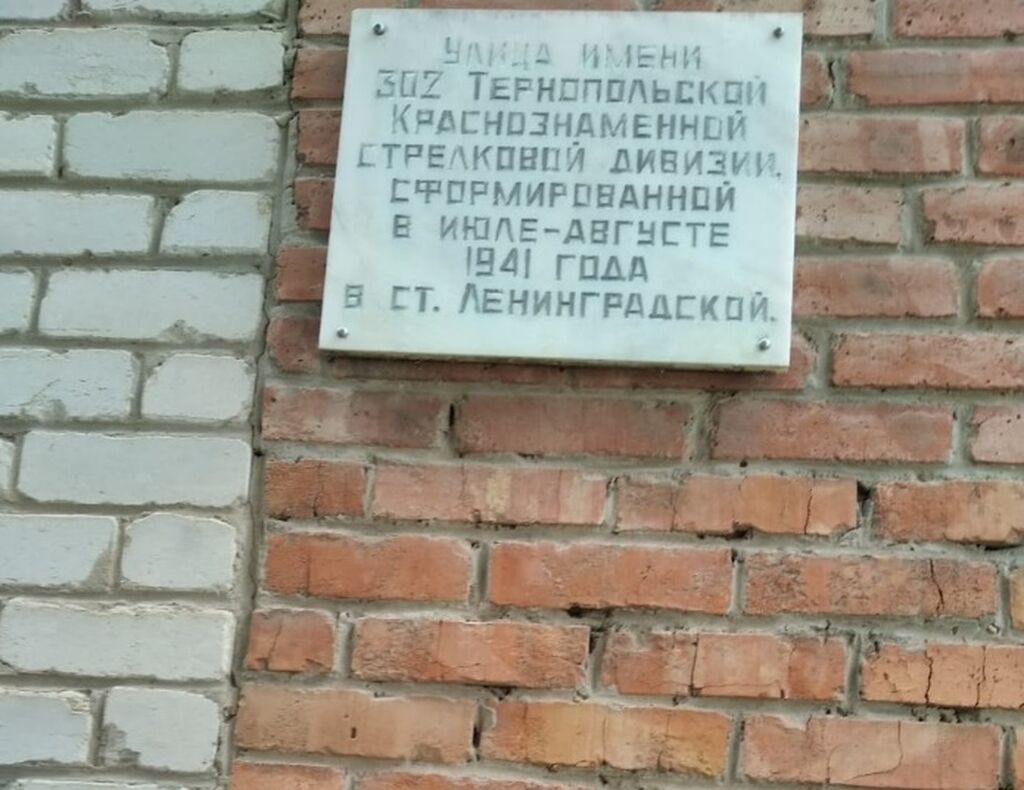 Улица имени
302 Тернопольской
Краснознаменной
стрелковой дивизии,
сформированной
в июле-августе
1941 года
в ст. Ленинградской.